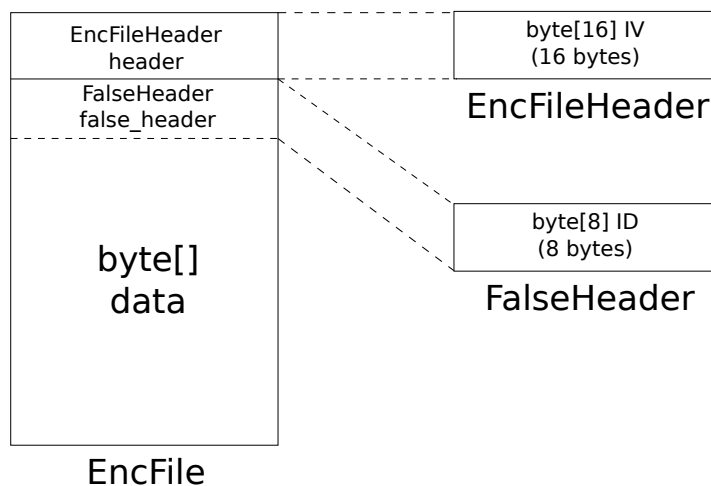 EncFileHeader
header
FalseHeader
false_header
byte[]
data
EncFile
byte[16] IV
(16 bytes)
EncFileHeader
byte[8] ID
(8 bytes)
FalseHeader